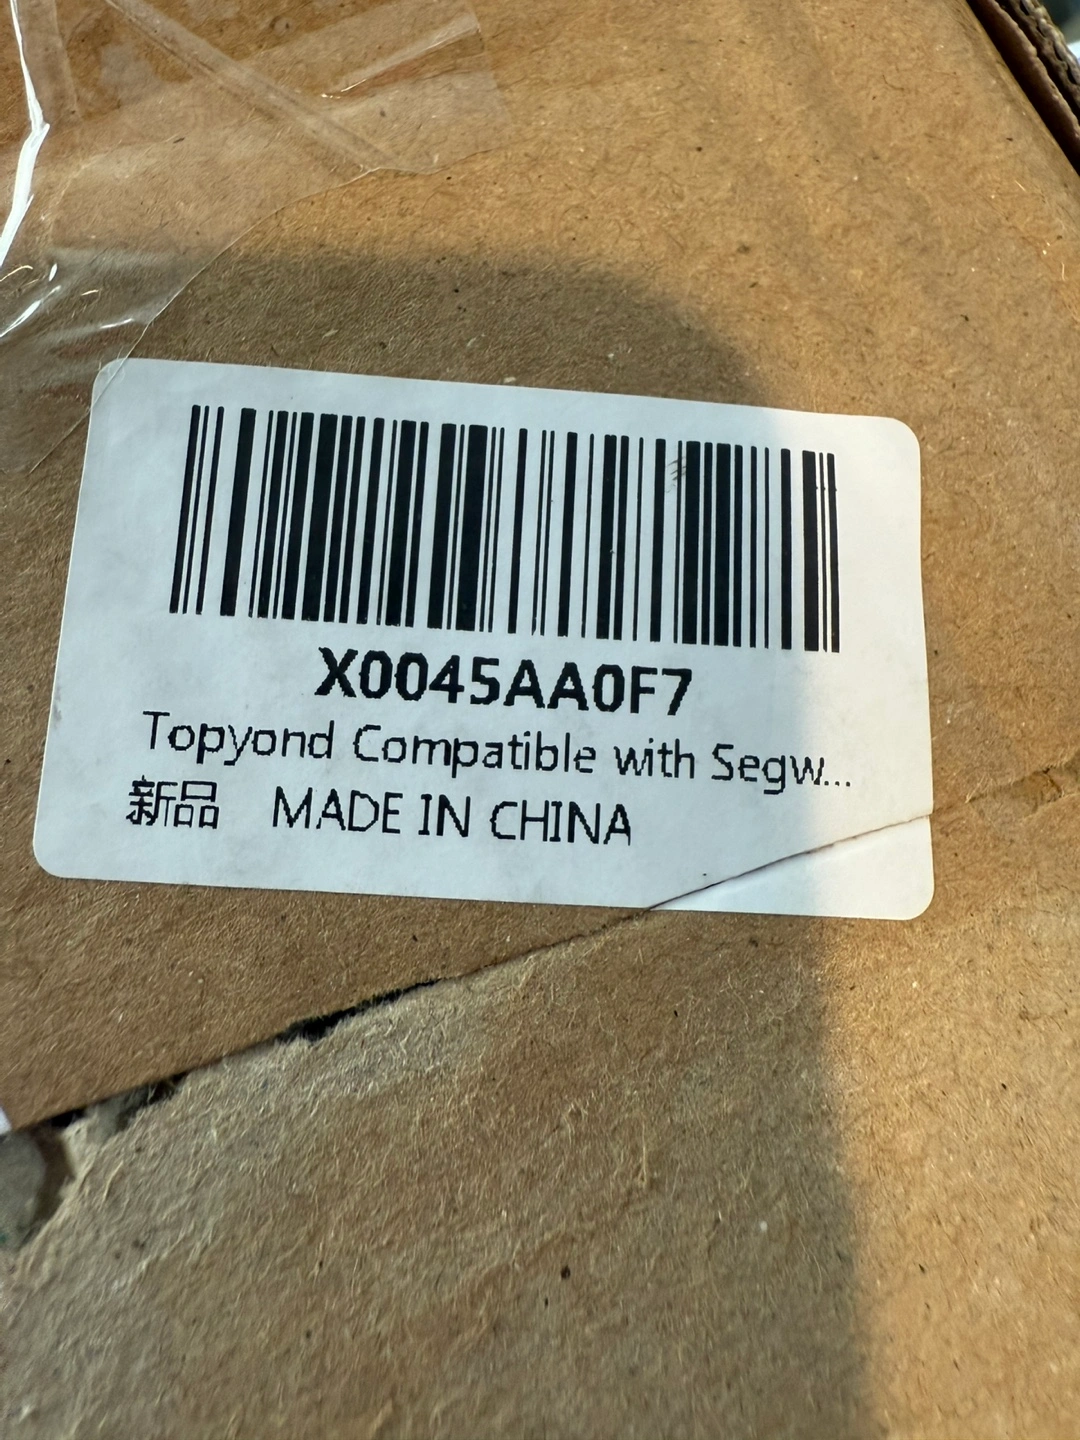 X0045AA0F7
Topyond Compatible with Segw...
新品 MADE IN CHINA